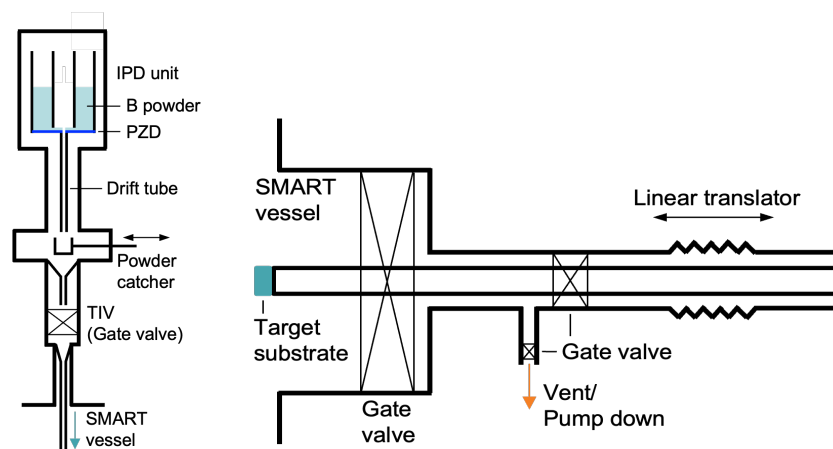 IPD unit
B powder
PZD
Drift tube
Powder
catcher
TIV
(Gate valve)
SMART
vessel
SMART
vessel
Linear translator
Target
substrate
Gate valve
Gate
valve
Vent/
Pump down